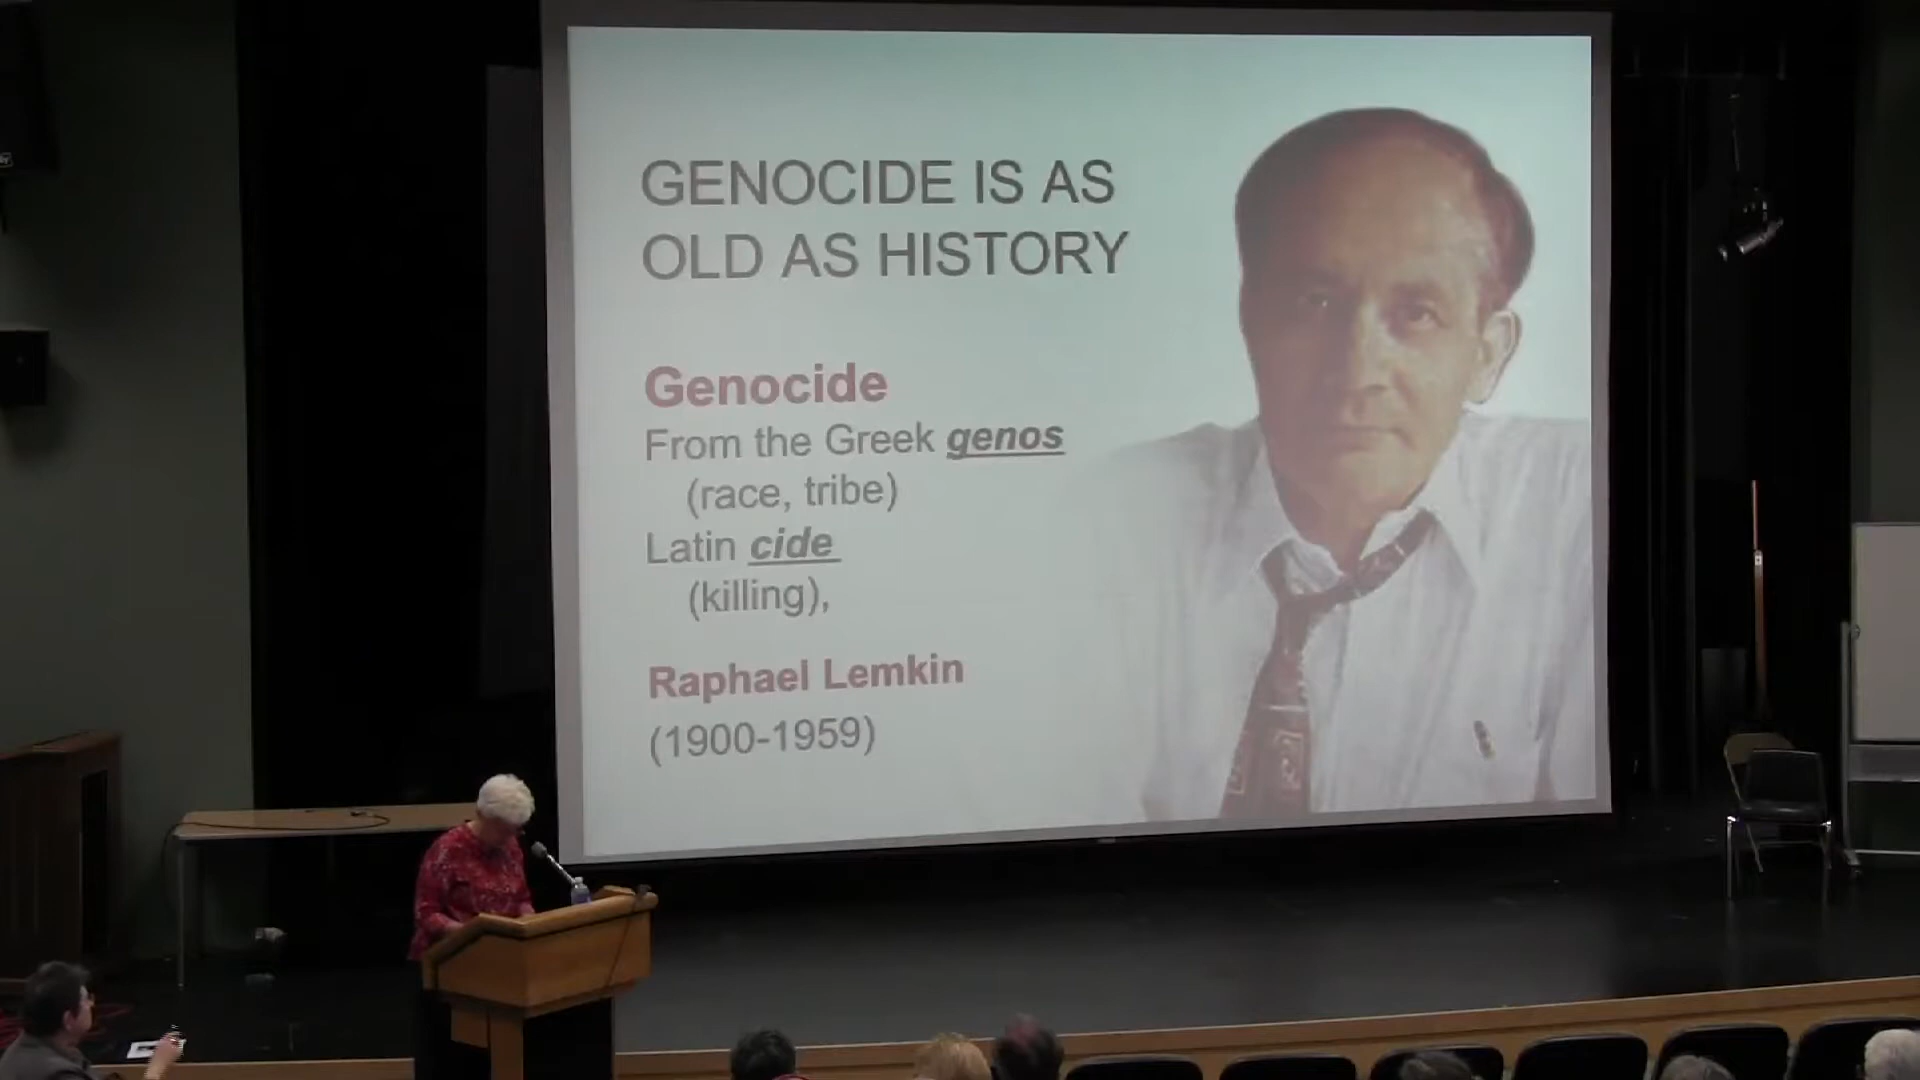 GENOCIDE IS AS
OLD AS HISTORY
Genocide
From the Greek genos
(race, tribe)
Latin cide
(killing),
Raphael Lemkin
(1900-1959)